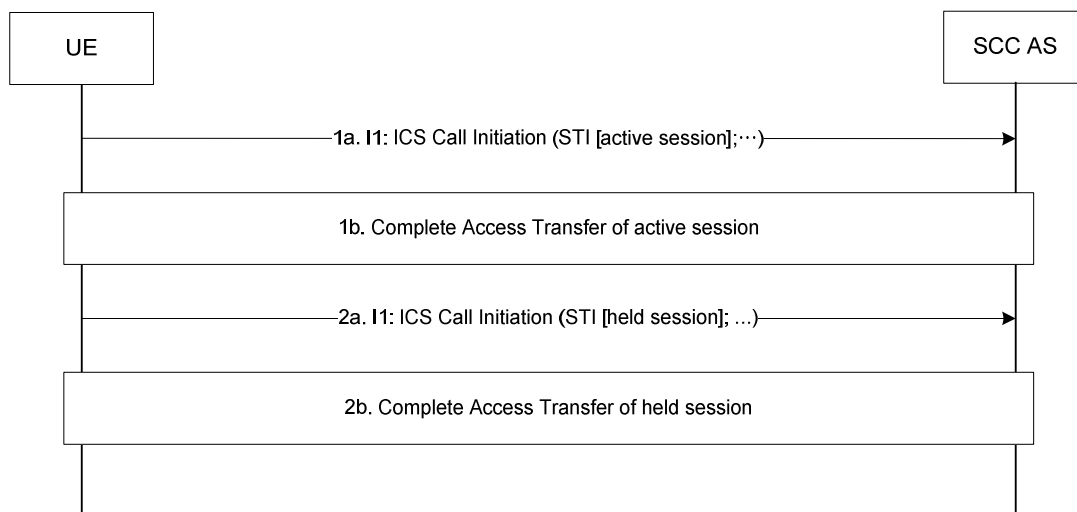 UE
SCC AS
1a. I1: ICS Call Initiation (STI [active session];⋯)
1b. Complete Access Transfer of active session
2a. I1: ICS Call Initiation (STI [held session]; ...)
2b. Complete Access Transfer of held session